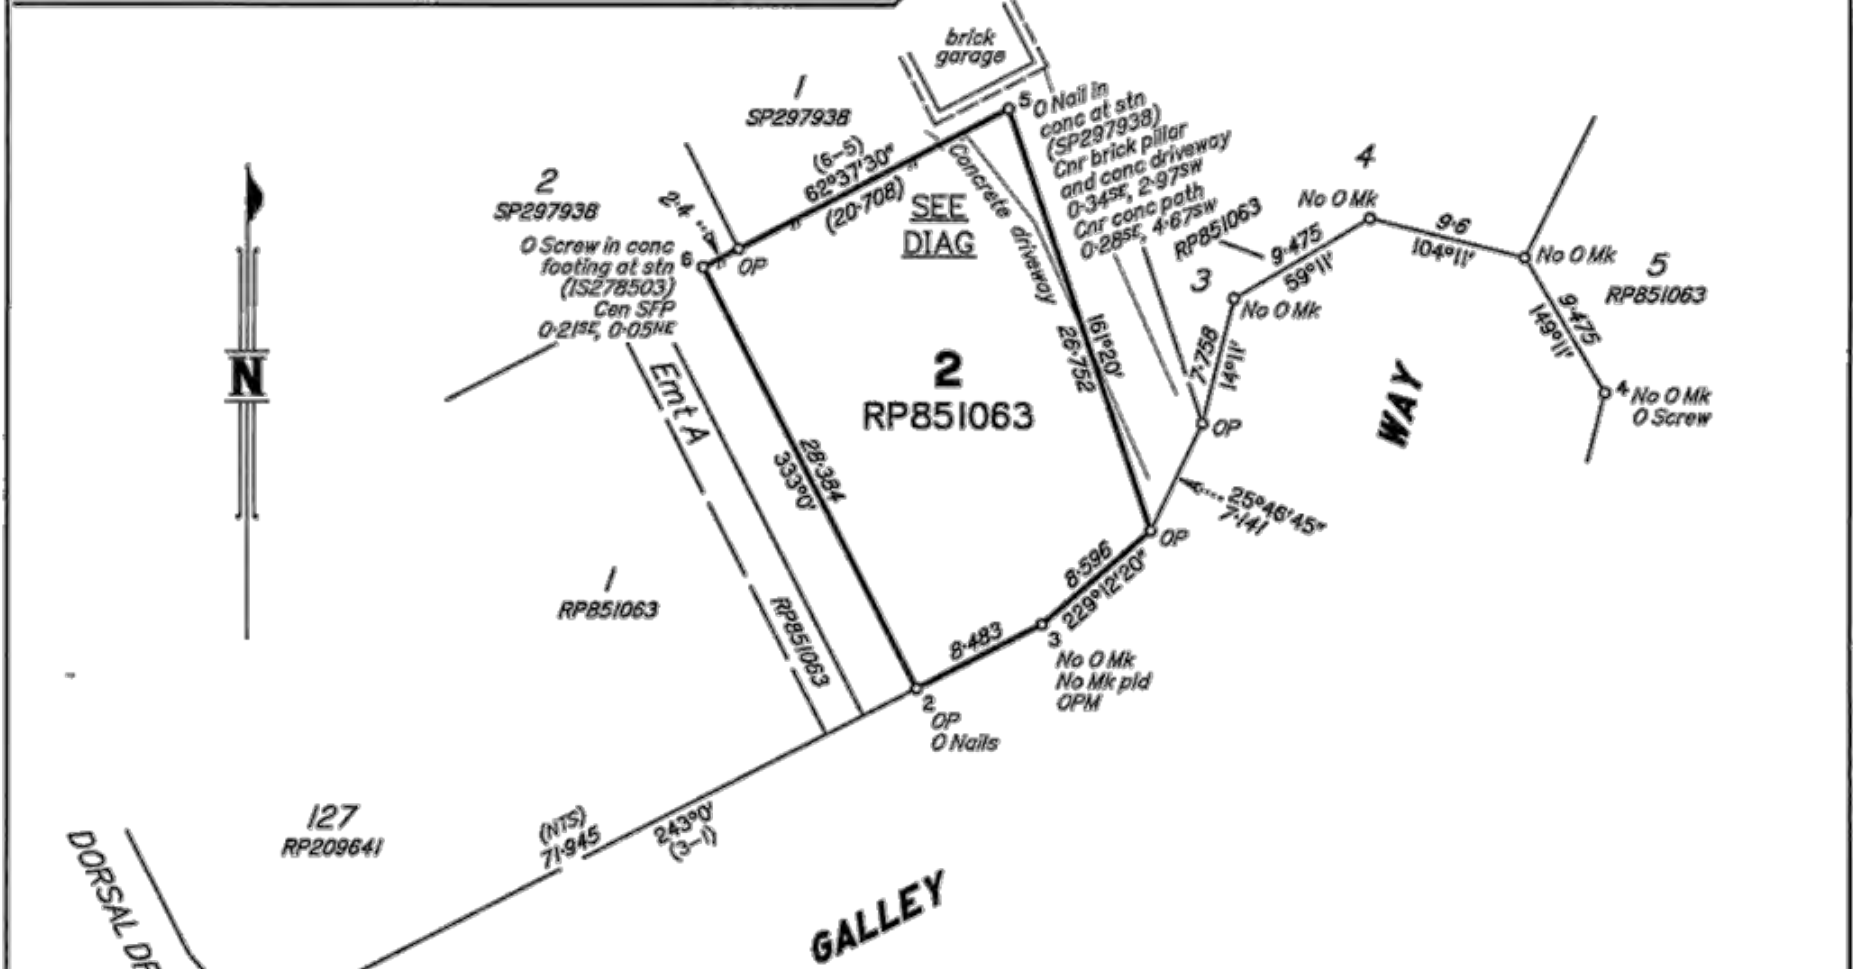 brick
garage
1
SP297938
5
O Nail in
conc at stn
(SP297938)
Cnr brick pillar
and conc driveway
0·34SE, 2·97SW
Cnr conc path
0·28SE, 4·67SW
RP851063
2
SP297938
2·4
(6-5)
62°37'30"
(20·708)
SEE
DIAG
Concrete driveway
O Screw in conc
footing at stn
(IS278503)
Cen SFP
0·21SE, 0·05NE
6
OP
4
No O Mk
9·475
59°11'
9·6
104°11'
No O Mk
5
RP851063
3
No O Mk
9·475
149°11'
4
No O Mk
O Screw
7·758
14°11'
OP
WAY
N
Emt A
2
RP851063
161°20'
26·752
28·384
333°0'
25°46'45"
7·141
OP
8·596
229°12'20"
8·483
3
No O Mk
No Mk pld
OPM
1
RP851063
RP851063
2
OP
O Nails
127
RP209641
(NTS)
71·945
243°0'
(3-1)
DORSAL
GALLEY